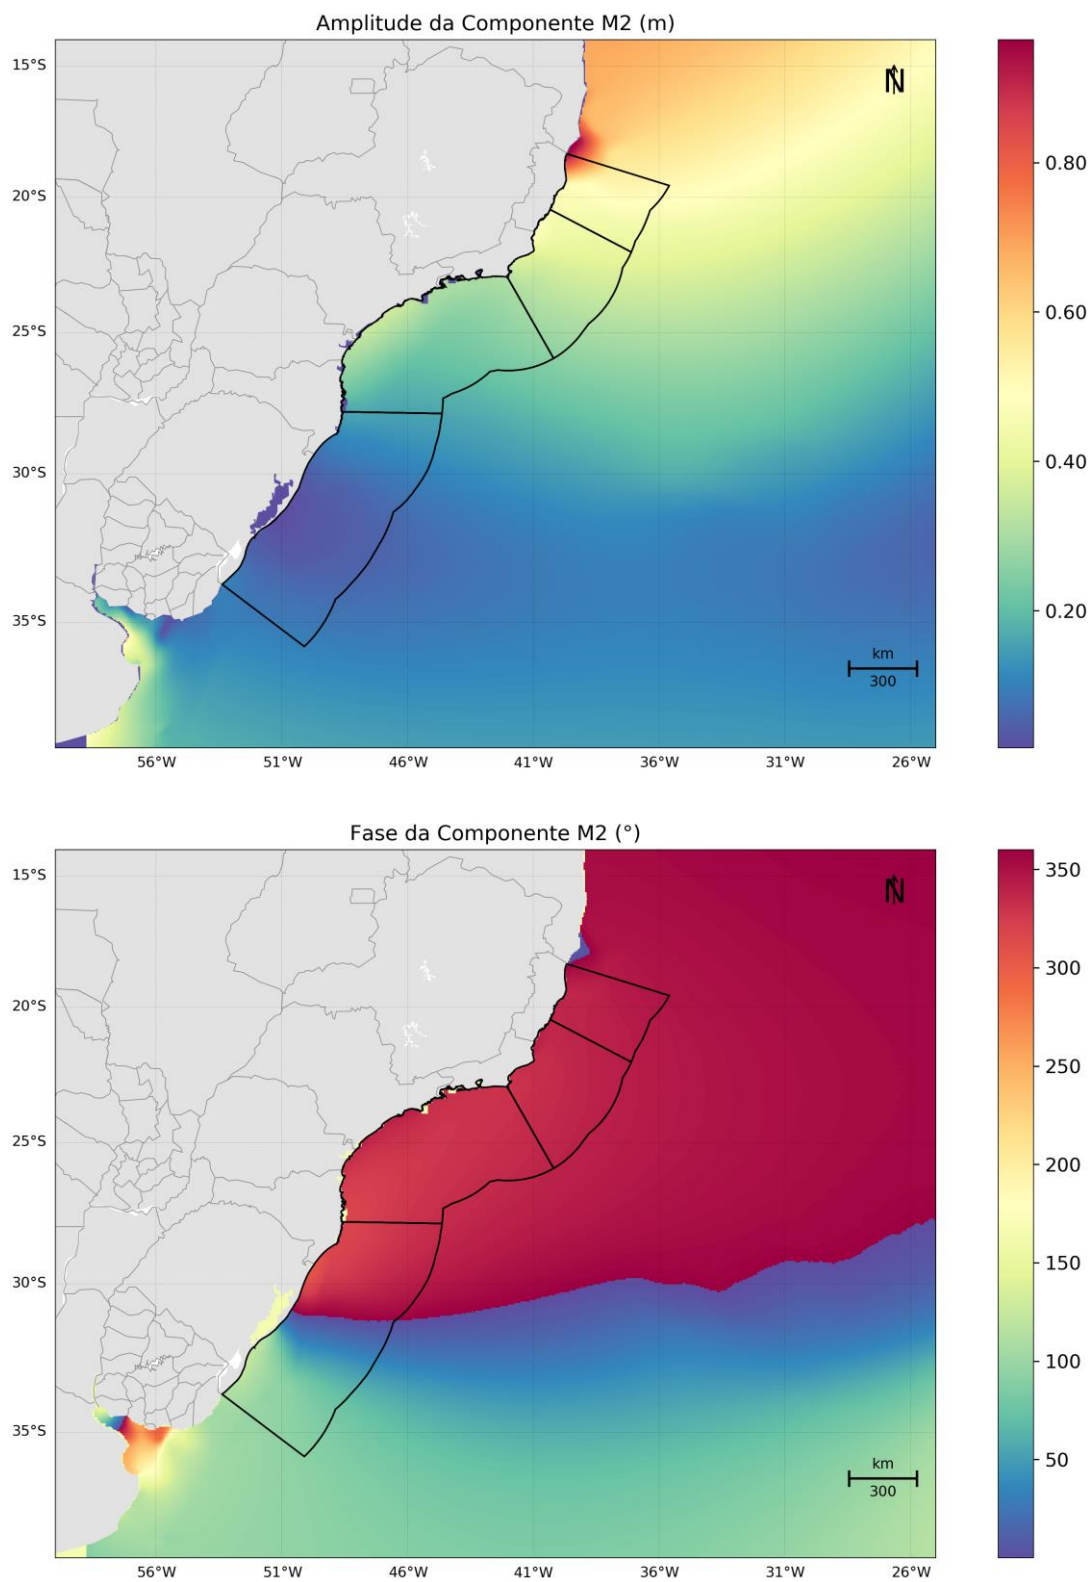 Amplitude da Componente M2 (m)
15°S
20°S
25°S
30°S
35°S
N
km
300
56°W 51°W 46°W 41°W 36°W 31°W 26°W
0.80
0.60
0.40
0.20
Fase da Componente M2 (°)
15°S
20°S
25°S
30°S
35°S
N
km
300
56°W 51°W 46°W 41°W 36°W 31°W 26°W
350
300
250
200
150
100
50